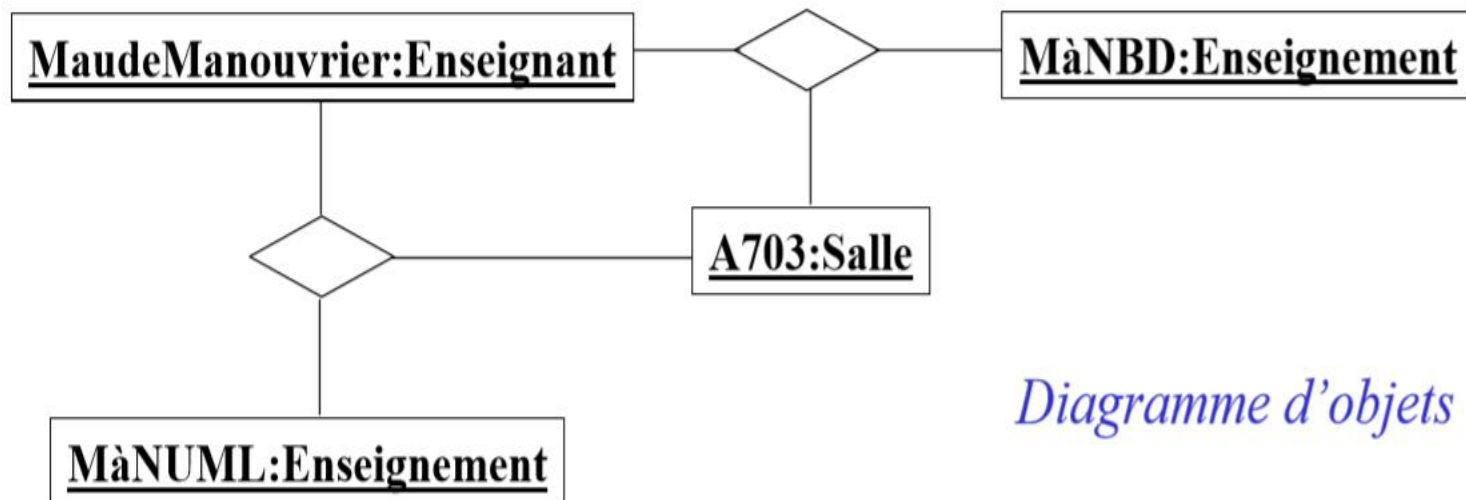 MaudeManouvrier:Enseignant
MàNBD:Enseignement
A703:Salle
Diagramme d’objets
MàNUML:Enseignement